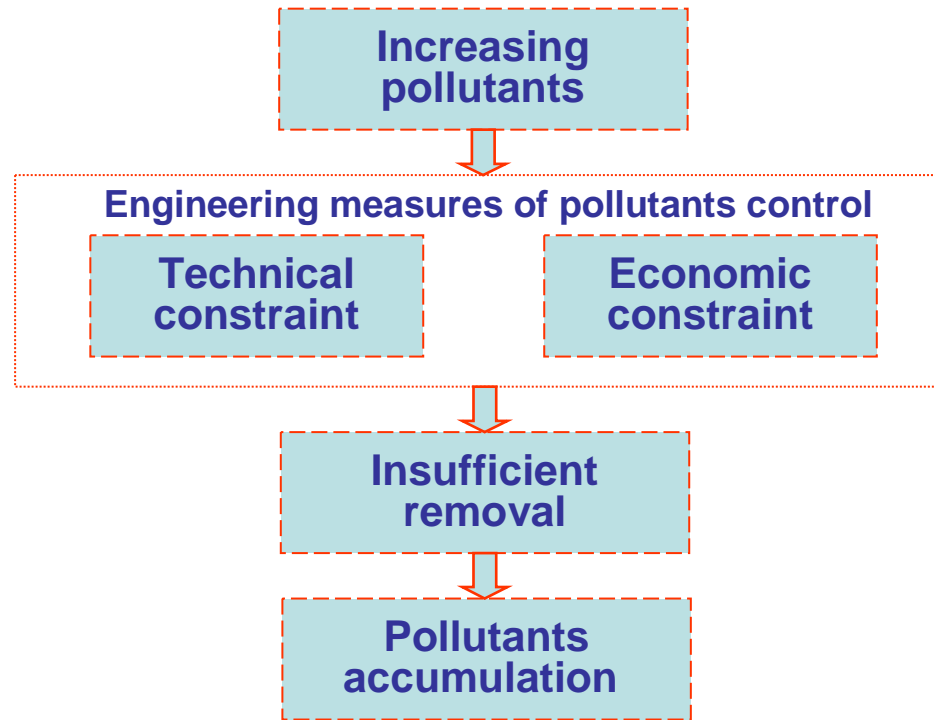 Increasing
pollutants
Engineering measures of pollutants control
Technical
constraint
Economic
constraint
Insufficient
removal
Pollutants
accumulation